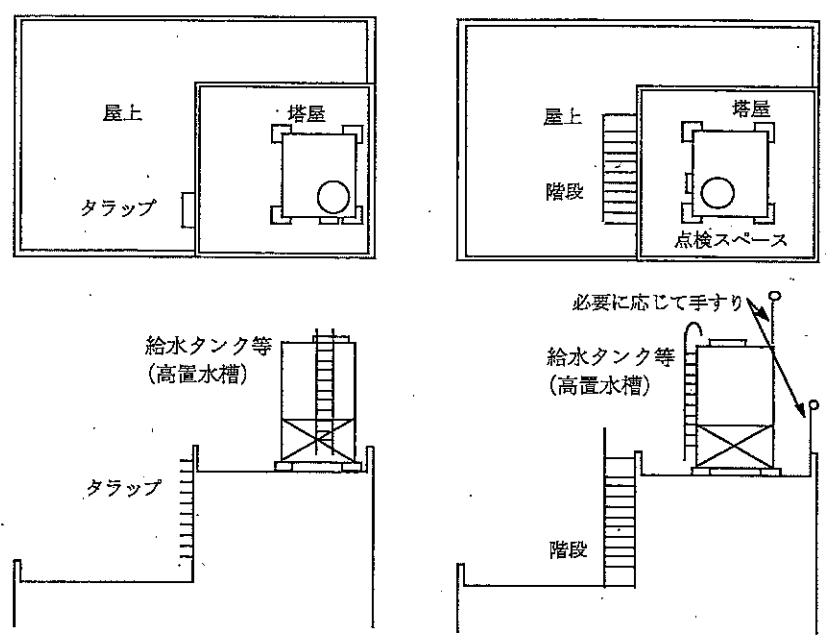 屋上
塔屋
タラップ
屋上
塔屋
階段
点検スペース
給水タンク等
(高置水槽)
タラップ
必要に応じて手すり
給水タンク等
(高置水槽)
階段